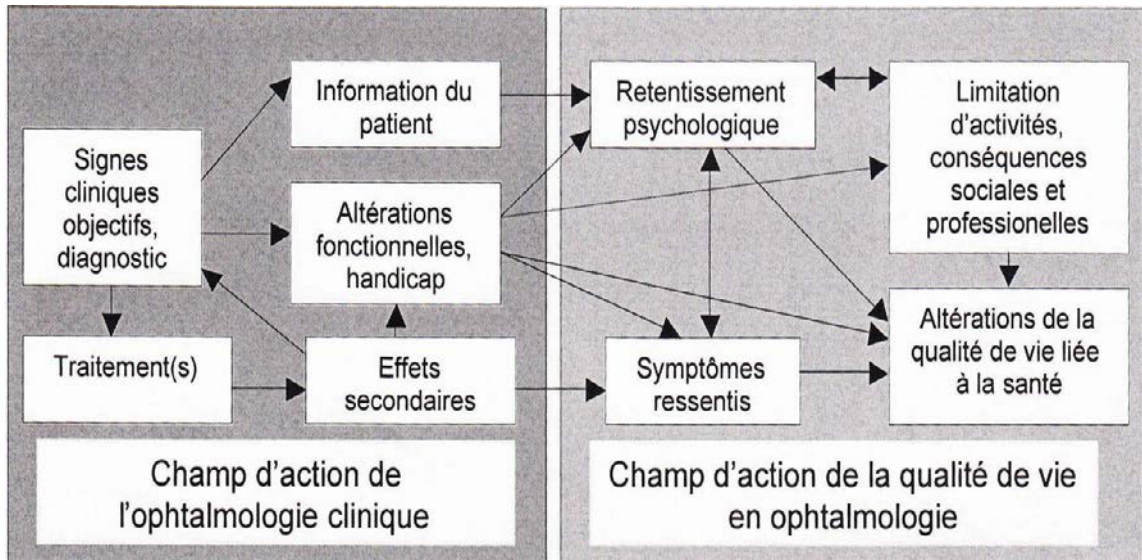 Information du
patient
Signes
cliniques
objectifs,
diagnostic
Altérations
fonctionnelles,
handicap
Traitement(s)
Effets
secondaires
Champ d'action de
l'ophtalmologie clinique
Retentissement
psychologique
Limitation
d'activités,
conséquences
sociales et
professionelles
Symptômes
ressentis
Altérations de la
qualité de vie liée
à la santé
Champ d'action de la qualité de vie
en ophtalmologie